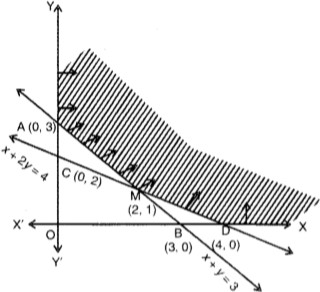 Y
A (0, 3)
x + 2y = 4
C (0, 2)
M
(2, 1)
X'
O
B
D
X
(3, 0)
(4, 0)
Y'
x + y = 3